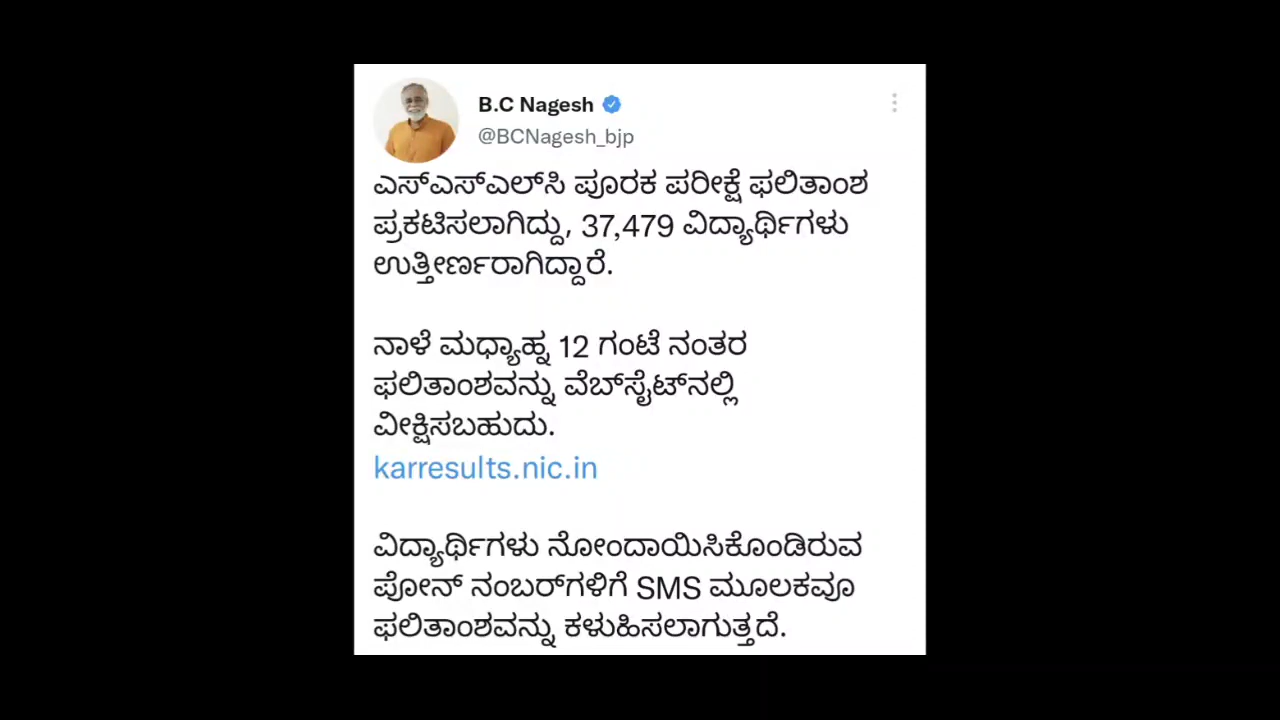 B.C Nagesh
@BCNagesh_bjp
ಎಸ್ಎಸ್ಎಲ್‌ಸಿ ಪೂರಕ ಪರೀಕ್ಷೆ ಫಲಿತಾಂಶ
ಪ್ರಕಟಿಸಲಾಗಿದ್ದು, 37,479 ವಿದ್ಯಾರ್ಥಿಗಳು
ಉತ್ತೀರ್ಣರಾಗಿದ್ದಾರೆ.
ನಾಳೆ ಮಧ್ಯಾಹ್ನ 12 ಗಂಟೆ ನಂತರ
ಫಲಿತಾಂಶವನ್ನು ವೆಬ್‌ಸೈಟ್‌ನಲ್ಲಿ
ವೀಕ್ಷಿಸಬಹುದು.
karresults.nic.in
ವಿದ್ಯಾರ್ಥಿಗಳು ನೋಂದಾಯಿಸಿಕೊಂಡಿರುವ
ಪೋನ್ ನಂಬರ್‌ಗಳಿಗೆ SMS ಮೂಲಕವೂ
ಫಲಿತಾಂಶವನ್ನು ಕಳುಹಿಸಲಾಗುತ್ತದೆ.